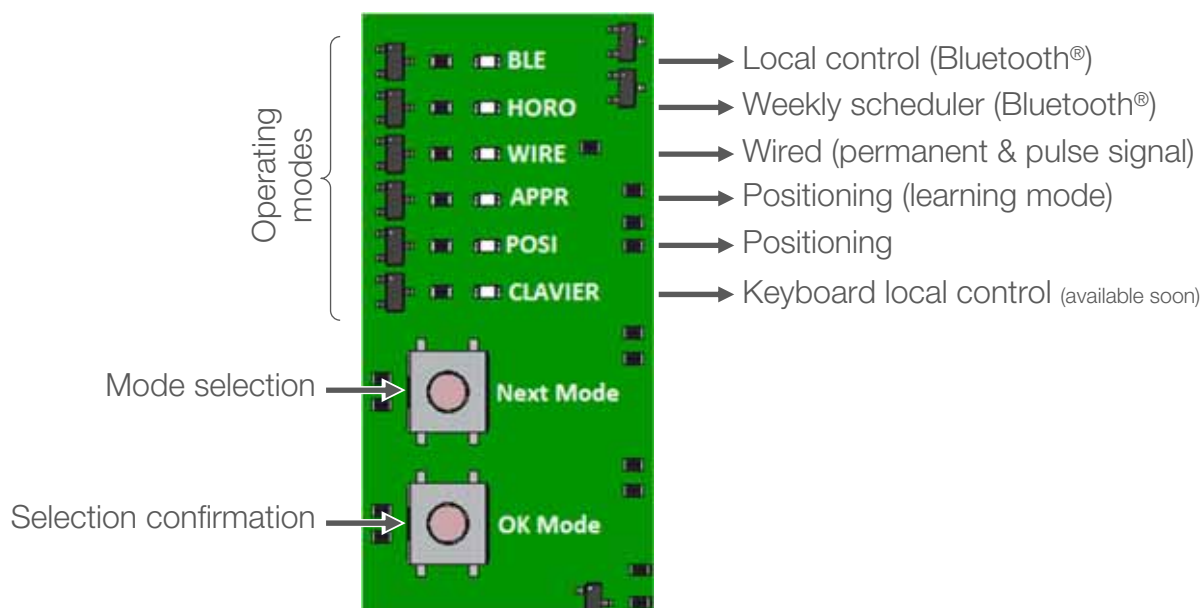 Operating
modes
BLE
Local control (Bluetooth®)
HORO
Weekly scheduler (Bluetooth®)
WIRE
Wired (permanent & pulse signal)
APPR
Positioning (learning mode)
POSI
Positioning
CLAVIER
Keyboard local control (available soon)
Mode selection
Next Mode
Selection confirmation
OK Mode